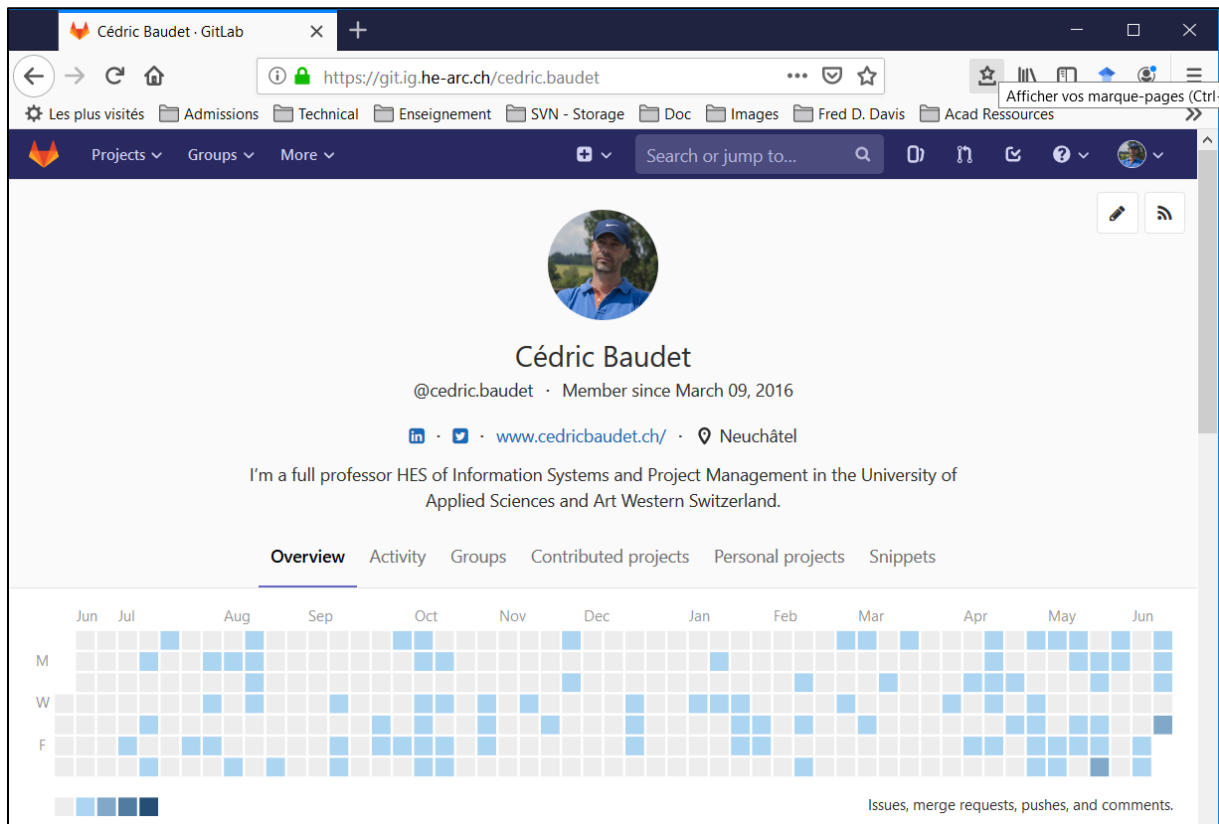 Cédric Baudet · GitLab
https://git.ig.he-arc.ch/cedric.baudet
Afficher vos marque-pages (Ctrl+
Les plus visités Admissions Technical Enseignement SVN - Storage Doc Images Fred D. Davis Acad Ressources
Projects Groups More Search or jump to...
Cédric Baudet
@cedric.baudet · Member since March 09, 2016
in · · www.cedricbaudet.ch/ · Neuchâtel
I'm a full professor HES of Information Systems and Project Management in the University of
Applied Sciences and Art Western Switzerland.
Overview Activity Groups Contributed projects Personal projects Snippets
Jun Jul Aug Sep Oct Nov Dec Jan Feb Mar Apr May Jun
M
W
F
Issues, merge requests, pushes, and comments.